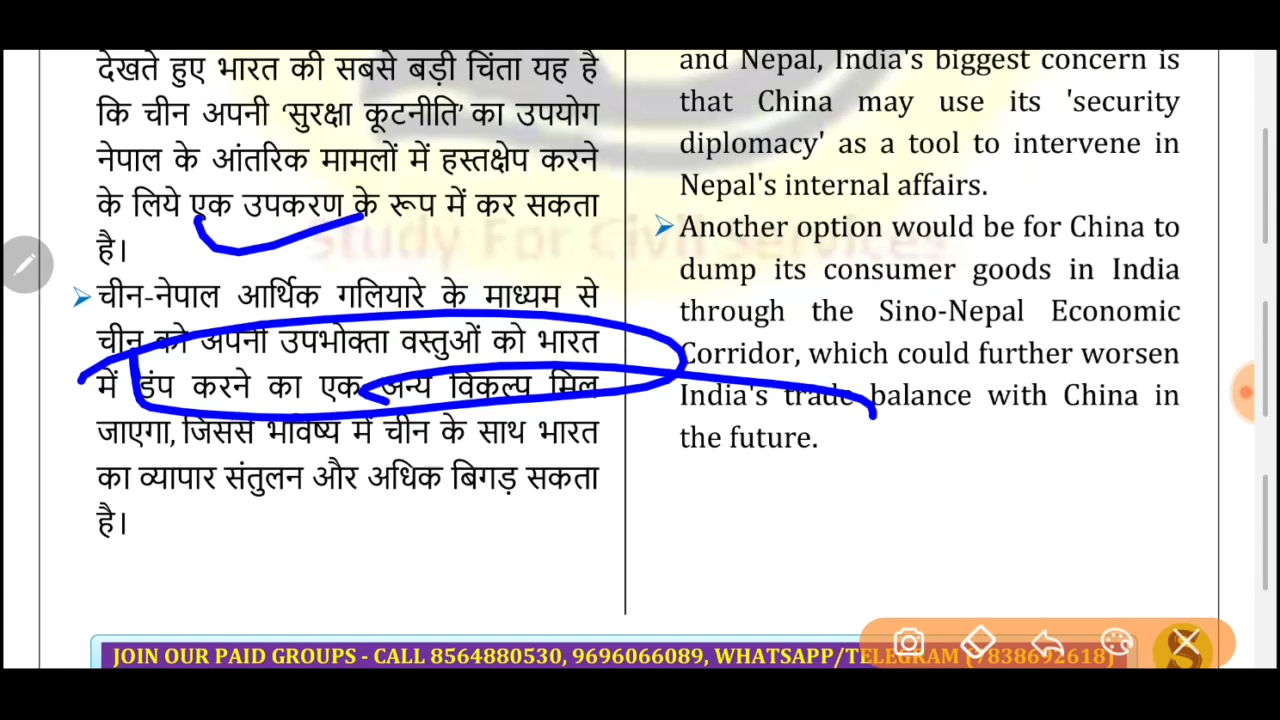 देखते हुए भारत की सबसे बड़ी चिंता यह है
कि चीन अपनी ‘सुरक्षा कूटनीति’ का उपयोग
नेपाल के आंतरिक मामलों में हस्तक्षेप करने
के लिये एक उपकरण के रूप में कर सकता
है।
चीन-नेपाल आर्थिक गलियारे के माध्यम से
चीन को अपनी उपभोक्ता वस्तुओं को भारत
में डंप करने का एक अन्य विकल्प मिल
जाएगा, जिससे भविष्य में चीन के साथ भारत
का व्यापार संतुलन और अधिक बिगड़ सकता
है।
and Nepal, India's biggest concern is
that China may use its 'security
diplomacy' as a tool to intervene in
Nepal's internal affairs.
Another option would be for China to
dump its consumer goods in India
through the Sino-Nepal Economic
Corridor, which could further worsen
India's trade balance with China in
the future.
Study For Civil Services
JOIN OUR PAID GROUPS - CALL 8564880530, 9696066089, WHATSAPP/TELEGRAM (7838692618)